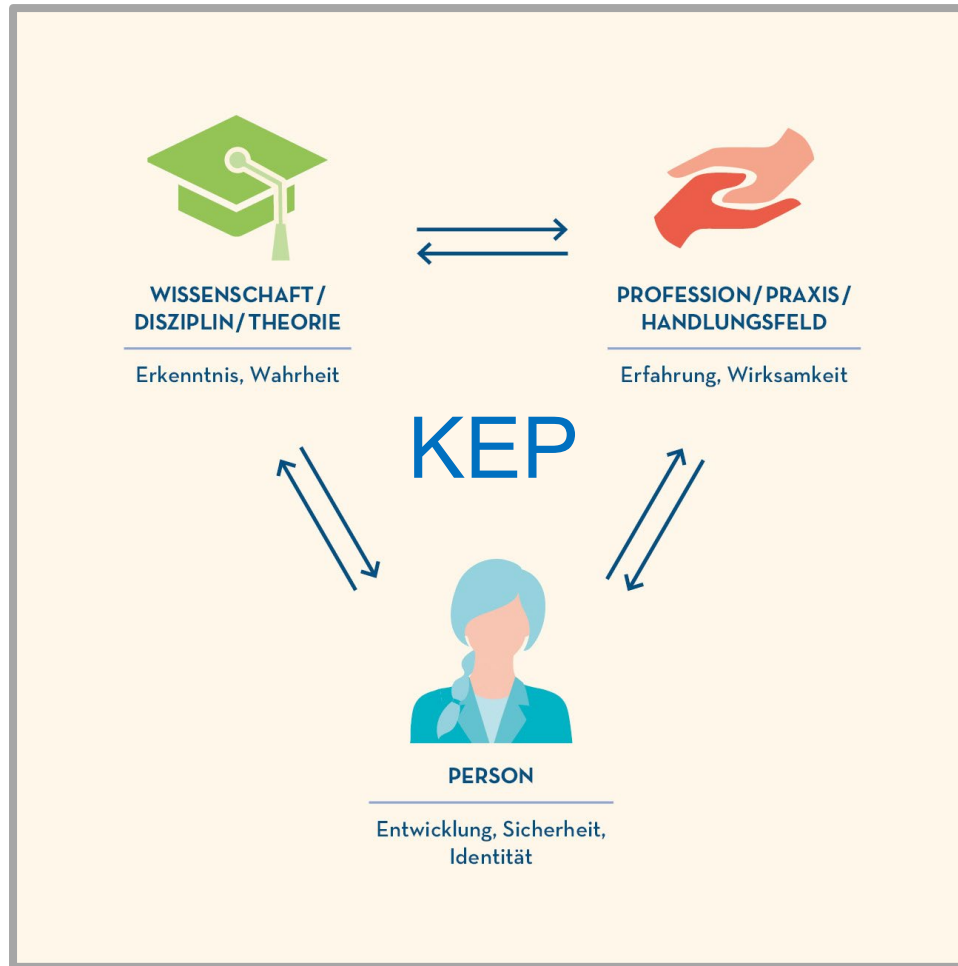 WISSENSCHAFT/
DISZIPLIN/THEORIE
Erkenntnis, Wahrheit
PROFESSION/PRAXIS/
HANDLUNGSFELD
Erfahrung, Wirksamkeit
KEP
PERSON
Entwicklung, Sicherheit,
Identität